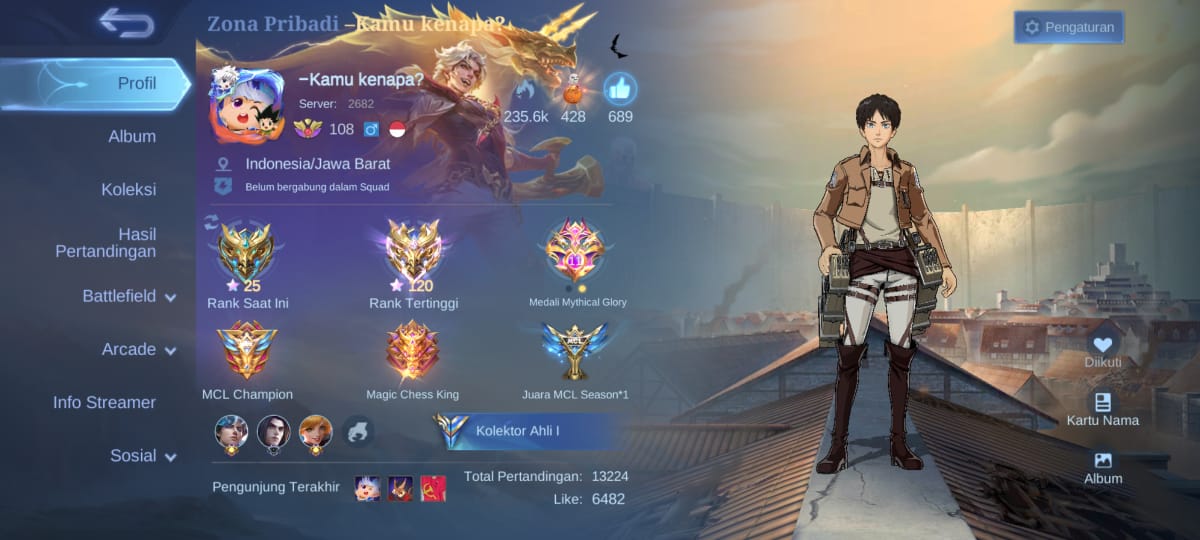 Zona Pribadi –Kamu kenapa?
Pengaturan
Profil
Album
Koleksi
Hasil
Pertandingan
Battlefield
Arcade
Info Streamer
Sosial
–Kamu kenapa?
Server: 2682
108
235.6k 428 689
Indonesia/Jawa Barat
Belum bergabung dalam Squad
25
Rank Saat Ini
120
Rank Tertinggi
11
Medali Mythical Glory
MCL
MCL Champion
Magic Chess King
MCL
Juara MCL Season*1
Kolektor Ahli I
Pengunjung Terakhir
Total Pertandingan: 13224
Like: 6482
Diikuti
Kartu Nama
Album